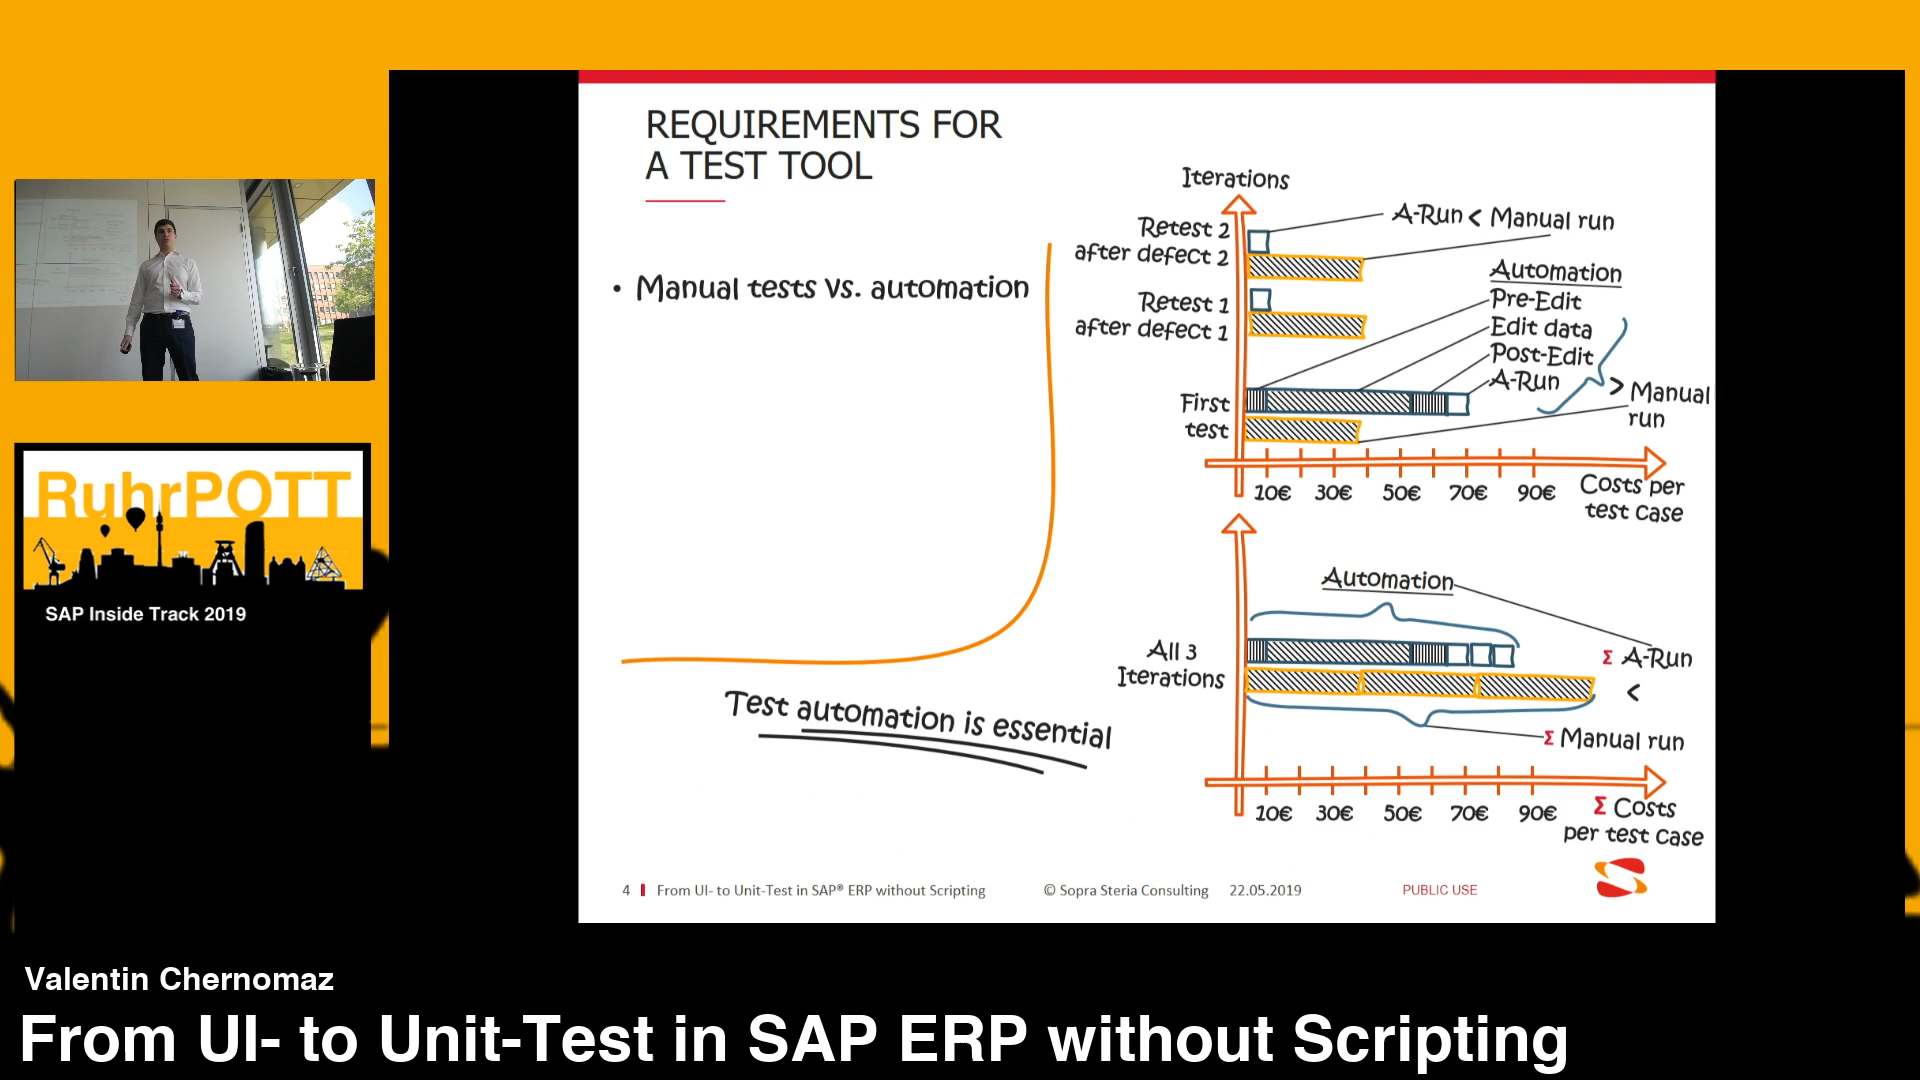 REQUIREMENTS FOR
A TEST TOOL
• Manual tests vs. automation
Test automation is essential
Iterations
Retest 2
after defect 2
Retest 1
after defect 1
First
test
A-Run < Manual run
Automation
Pre-Edit
Edit data
Post-Edit
A-Run
> Manual
run
10€ 30€ 50€ 70€ 90€
Costs per
test case
Automation
All 3
Iterations
Σ A-Run
<
Σ Manual run
10€ 30€ 50€ 70€ 90€
Σ Costs
per test case
4 From UI- to Unit-Test in SAP® ERP without Scripting © Sopra Steria Consulting 22.05.2019 PUBLIC USE
RuhrPOTT
SAP Inside Track 2019
Valentin Chernomaz
From UI- to Unit-Test in SAP ERP without Scripting